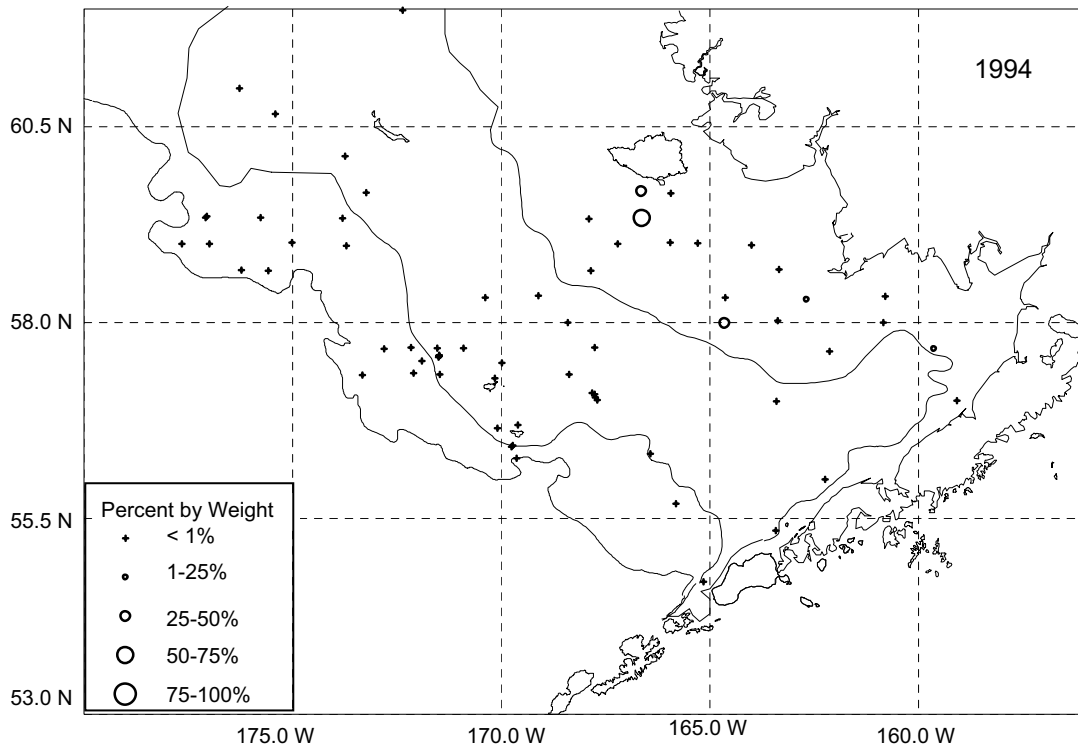 1994
60.5 N
58.0 N
55.5 N
53.0 N
Percent by Weight
< 1%
1-25%
25-50%
50-75%
75-100%
175.0 W
170.0 W
165.0 W
160.0 W